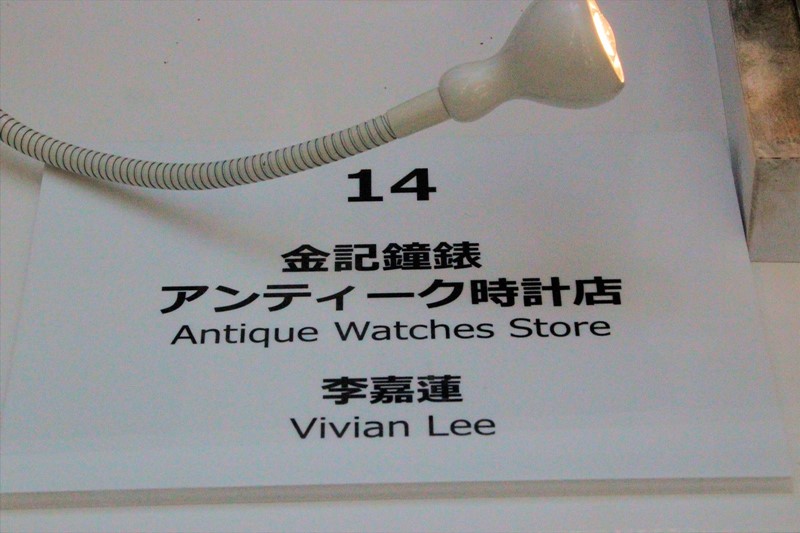 14
金記鐘錶
アンティーク時計店
Antique Watches Store
李嘉蓮
Vivian Lee